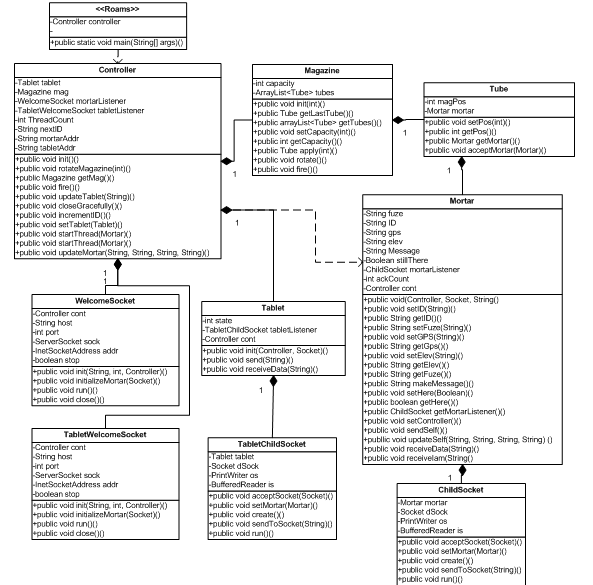 <<Roams>>
-Controller controller
-
+public static void main(String[] args)()
Controller
-Tablet tablet
-Magazine mag
-WelcomeSocket mortarListener
-TabletWelcomeSocket tabletListener
-int ThreadCount
-String nextID
-String mortarAddr
-String tabletAddr
+public void init()()
+public void rotateMagazine(int)()
+public Magazine getMag()()
+public void fire()()
+public void updateTablet(String)()
+public void closeGracefully()()
+public void incrementID()()
+public void setTablet(Tablet)()
+public void startThread(Mortar)()
+public void startThread(Mortar)()
+public void updateMortar(String, String, String, String)()
Magazine
-int capacity
-ArrayList<Tube> tubes
+public void init(int)()
+public Tube getLastTube()()
+public arrayList<Tube> getTubes()()
+public void setCapacity(int)()
+public int getCapacity()()
+public Tube apply(int)()
+public void rotate()()
+public void fire()()
Tube
-int magPos
-Mortar mortar
+public void setPos(int)()
+public int getPos()()
+public Mortar getMortar()()
+public void acceptMortar(Mortar)()
1
1
1
1
1
1
Mortar
-String fuze
-String ID
-String gps
-String elev
-String Message
-Boolean stillThere
-ChildSocket mortarListener
-int ackCount
-Controller cont
+public void(Controller, Socket, String()
+public void setID(String)()
+public String getID()()
+public String setFuze(String)()
+public void setGPS(String)()
+public String getGps()()
+public void setElev(String)()
+public String getElev()()
+public String getFuze()()
+public String makeMessage()()
+public void setHere(Boolean)()
+public boolean getHere()()
+public ChildSocket getMortarListener()()
+public void setController()()
+public void sendSelf()()
+public void updateSelf(String, String, String, String) ()
+public void receiveData(String)()
+public void receiveIam(String()
WelcomeSocket
-Controller cont
-String host
-int port
-ServerSocket sock
-InetSocketAddress addr
-boolean stop
+public void init(String, int, Controller)()
+public void initializeMortar(Socket)()
+public void run()()
+public void close()()
Tablet
-int state
-TabletChildSocket tabletListener
-Controller cont
+public void init(Controller, Socket)()
+public void send(String)()
+public void receiveData(String)()
1
TabletWelcomeSocket
-Controller cont
-String host
-int port
-ServerSocket sock
-InetSocketAddress addr
-boolean stop
+public void init(String, int, Controller)()
+public void initializeMortar(Socket)()
+public void run()()
+public void close()()
TabletChildSocket
-Tablet tablet
-Socket dSock
-PrintWriter os
-BufferedReader is
+public void acceptSocket(Socket)()
+public void setMortar(Mortar)()
+public void create()()
+public void sendToSocket(String)()
+public void run()()
1
ChildSocket
-Mortar mortar
-Socket dSock
-PrintWriter os
-BufferedReader is
+public void acceptSocket(Socket)()
+public void setMortar(Mortar)()
+public void create()()
+public void sendToSocket(String)()
+public void run()()